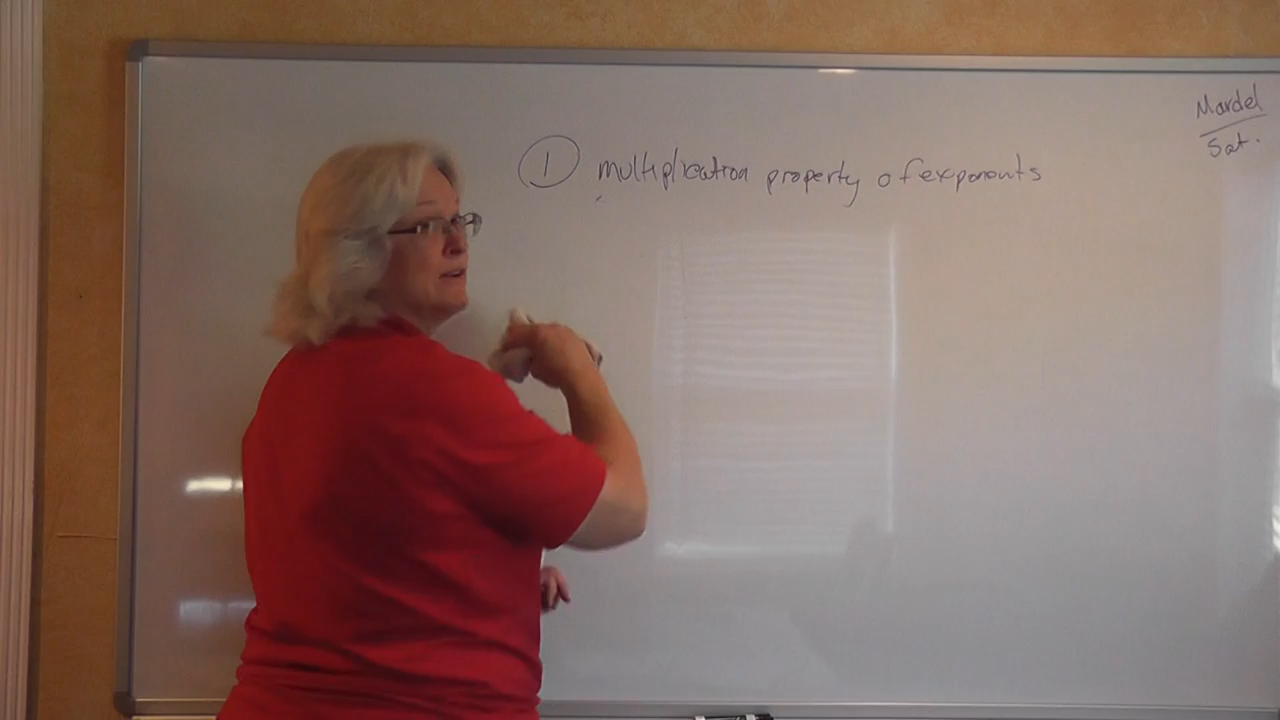 ① multiplication property of exponents
Mardel
Sat.